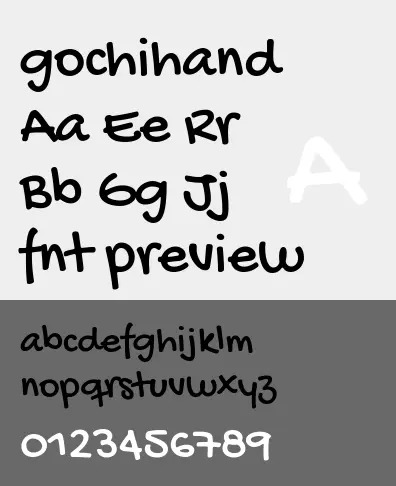 gochihand
Aa Ee Rr
A
Bb Gg Jj
fnt preview
abcdefghijklm
nopqrstuvwxyz
0123456789